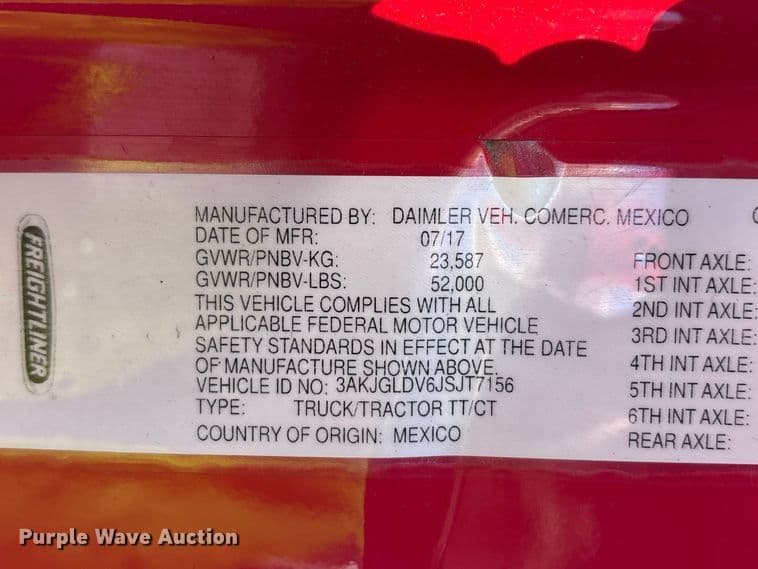 FREIGHTLINER
MANUFACTURED BY: DAIMLER VEH. COMERC. MEXICO
DATE OF MFR: 07/17
GVWR/PNBV-KG: 23,587
GVWR/PNBV-LBS: 52,000
THIS VEHICLE COMPLIES WITH ALL
APPLICABLE FEDERAL MOTOR VEHICLE
SAFETY STANDARDS IN EFFECT AT THE DATE
OF MANUFACTURE SHOWN ABOVE.
VEHICLE ID NO: 3AKJGLDV6JSJT7156
TYPE: TRUCK/TRACTOR TT/CT
COUNTRY OF ORIGIN: MEXICO
FRONT AXLE:
1ST INT AXLE:
2ND INT AXLE:
3RD INT AXLE:
4TH INT AXLE:
5TH INT AXLE:
6TH INT AXLE:
REAR AXLE:
Purple Wave Auction